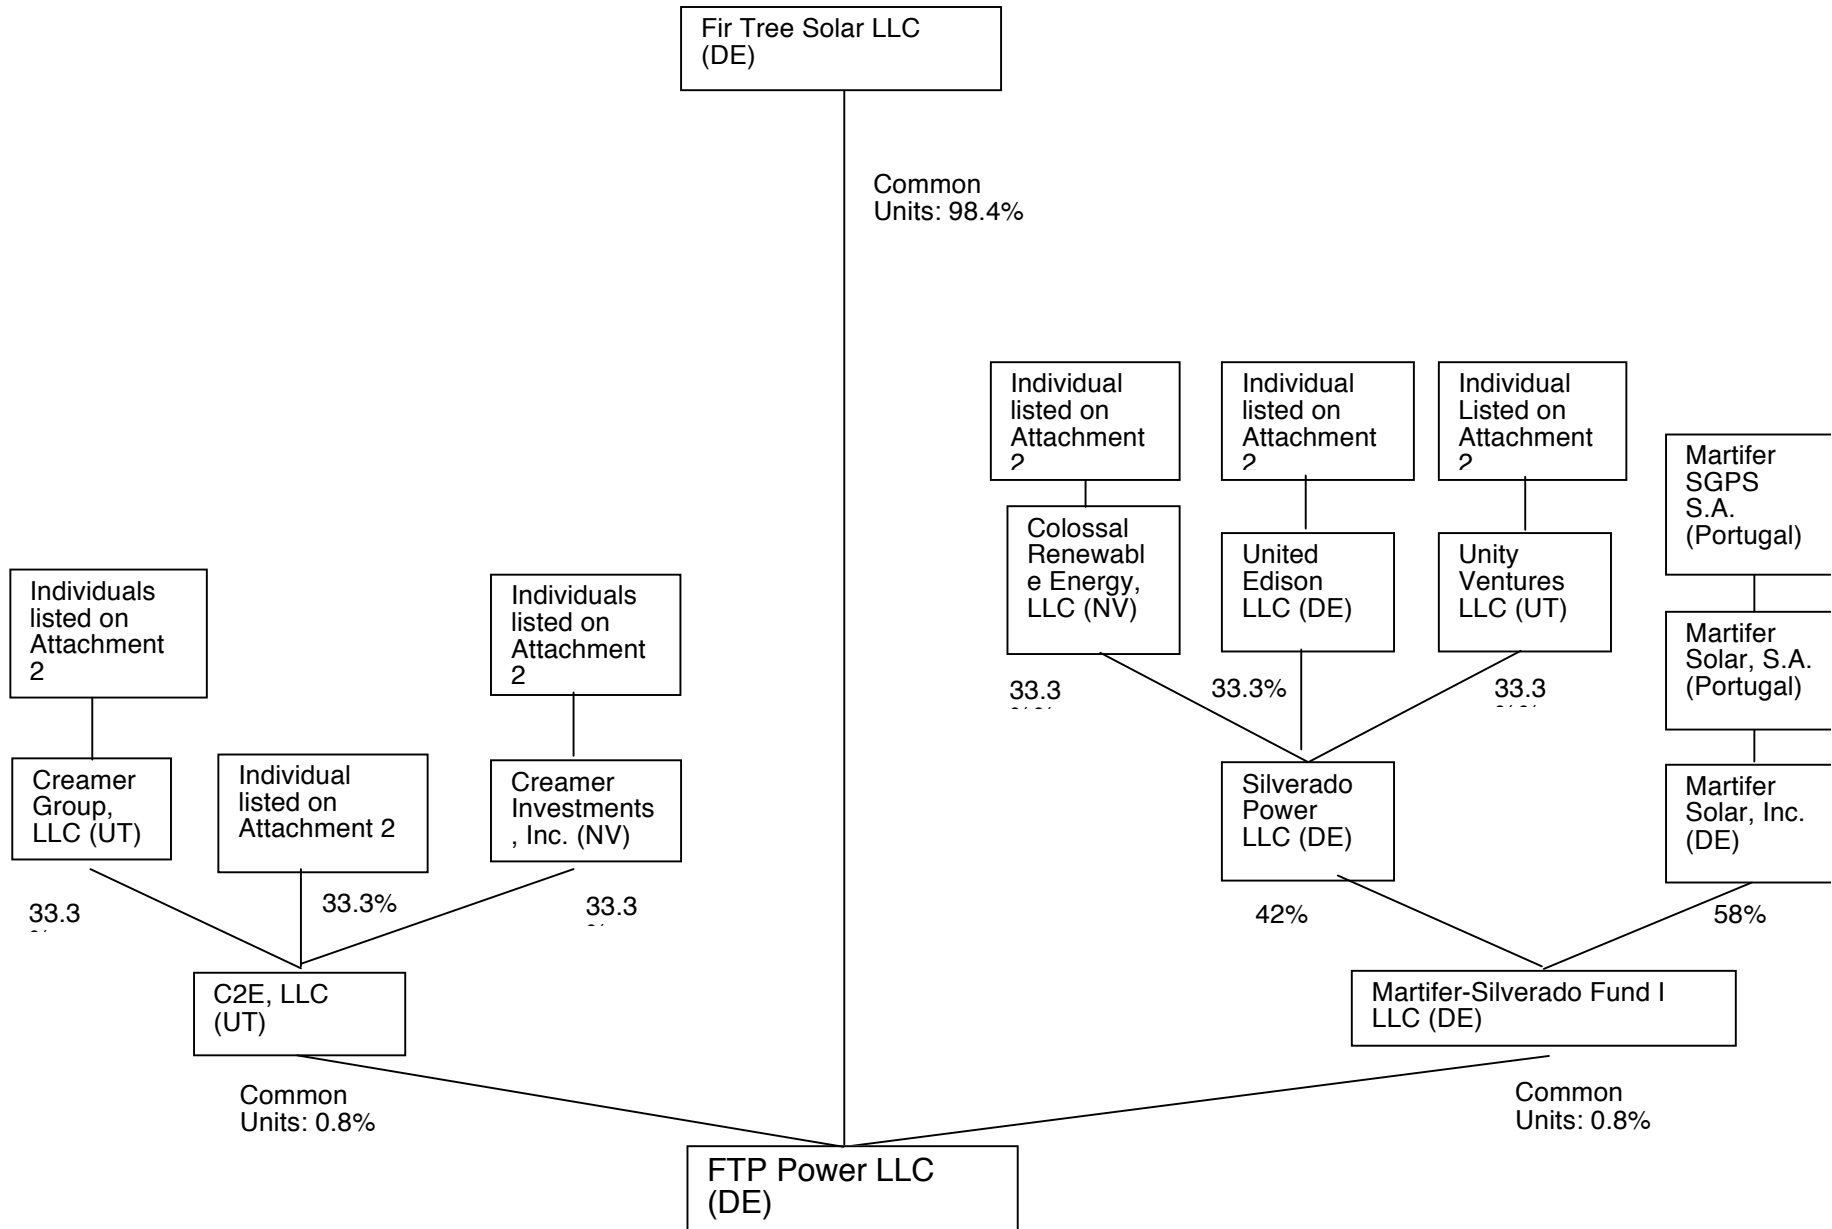 Fir Tree Solar LLC
(DE)
Common
Units: 98.4%
Individual
listed on
Attachment
2
Individual
listed on
Attachment
2
Individual
Listed on
Attachment
2
Martifer
SGPS
S.A.
(Portugal)
Colossal
Renewabl
e Energy,
LLC (NV)
United
Edison
LLC (DE)
Unity
Ventures
LLC (UT)
Martifer
Solar, S.A.
(Portugal)
Individuals
listed on
Attachment
2
Individuals
listed on
Attachment
2
33.3
33.3%
33.3
Creamer
Group,
LLC (UT)
Individual
listed on
Attachment 2
Creamer
Investments
, Inc. (NV)
Silverado
Power
LLC (DE)
Martifer
Solar, Inc.
(DE)
33.3
%
33.3%
33.3
%
42%
58%
C2E, LLC
(UT)
Martifer-Silverado Fund I
LLC (DE)
Common
Units: 0.8%
Common
Units: 0.8%
FTP Power LLC
(DE)